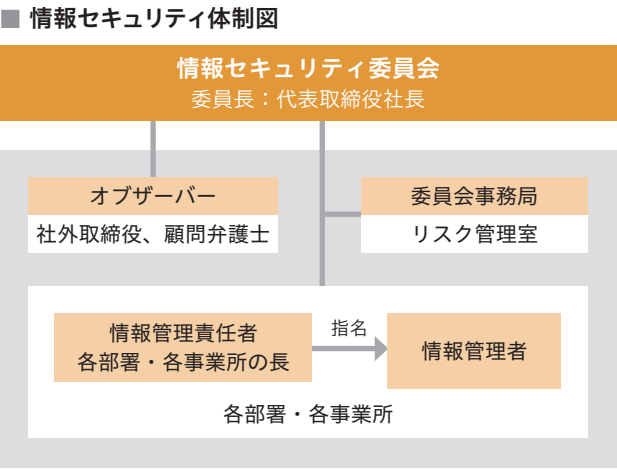 ■ 情報セキュリティ体制図
情報セキュリティ委員会
委員長：代表取締役社長
オブザーバー
社外取締役、顧問弁護士
委員会事務局
リスク管理室
情報管理責任者
各部署・各事業所の長
指名
情報管理者
各部署・各事業所